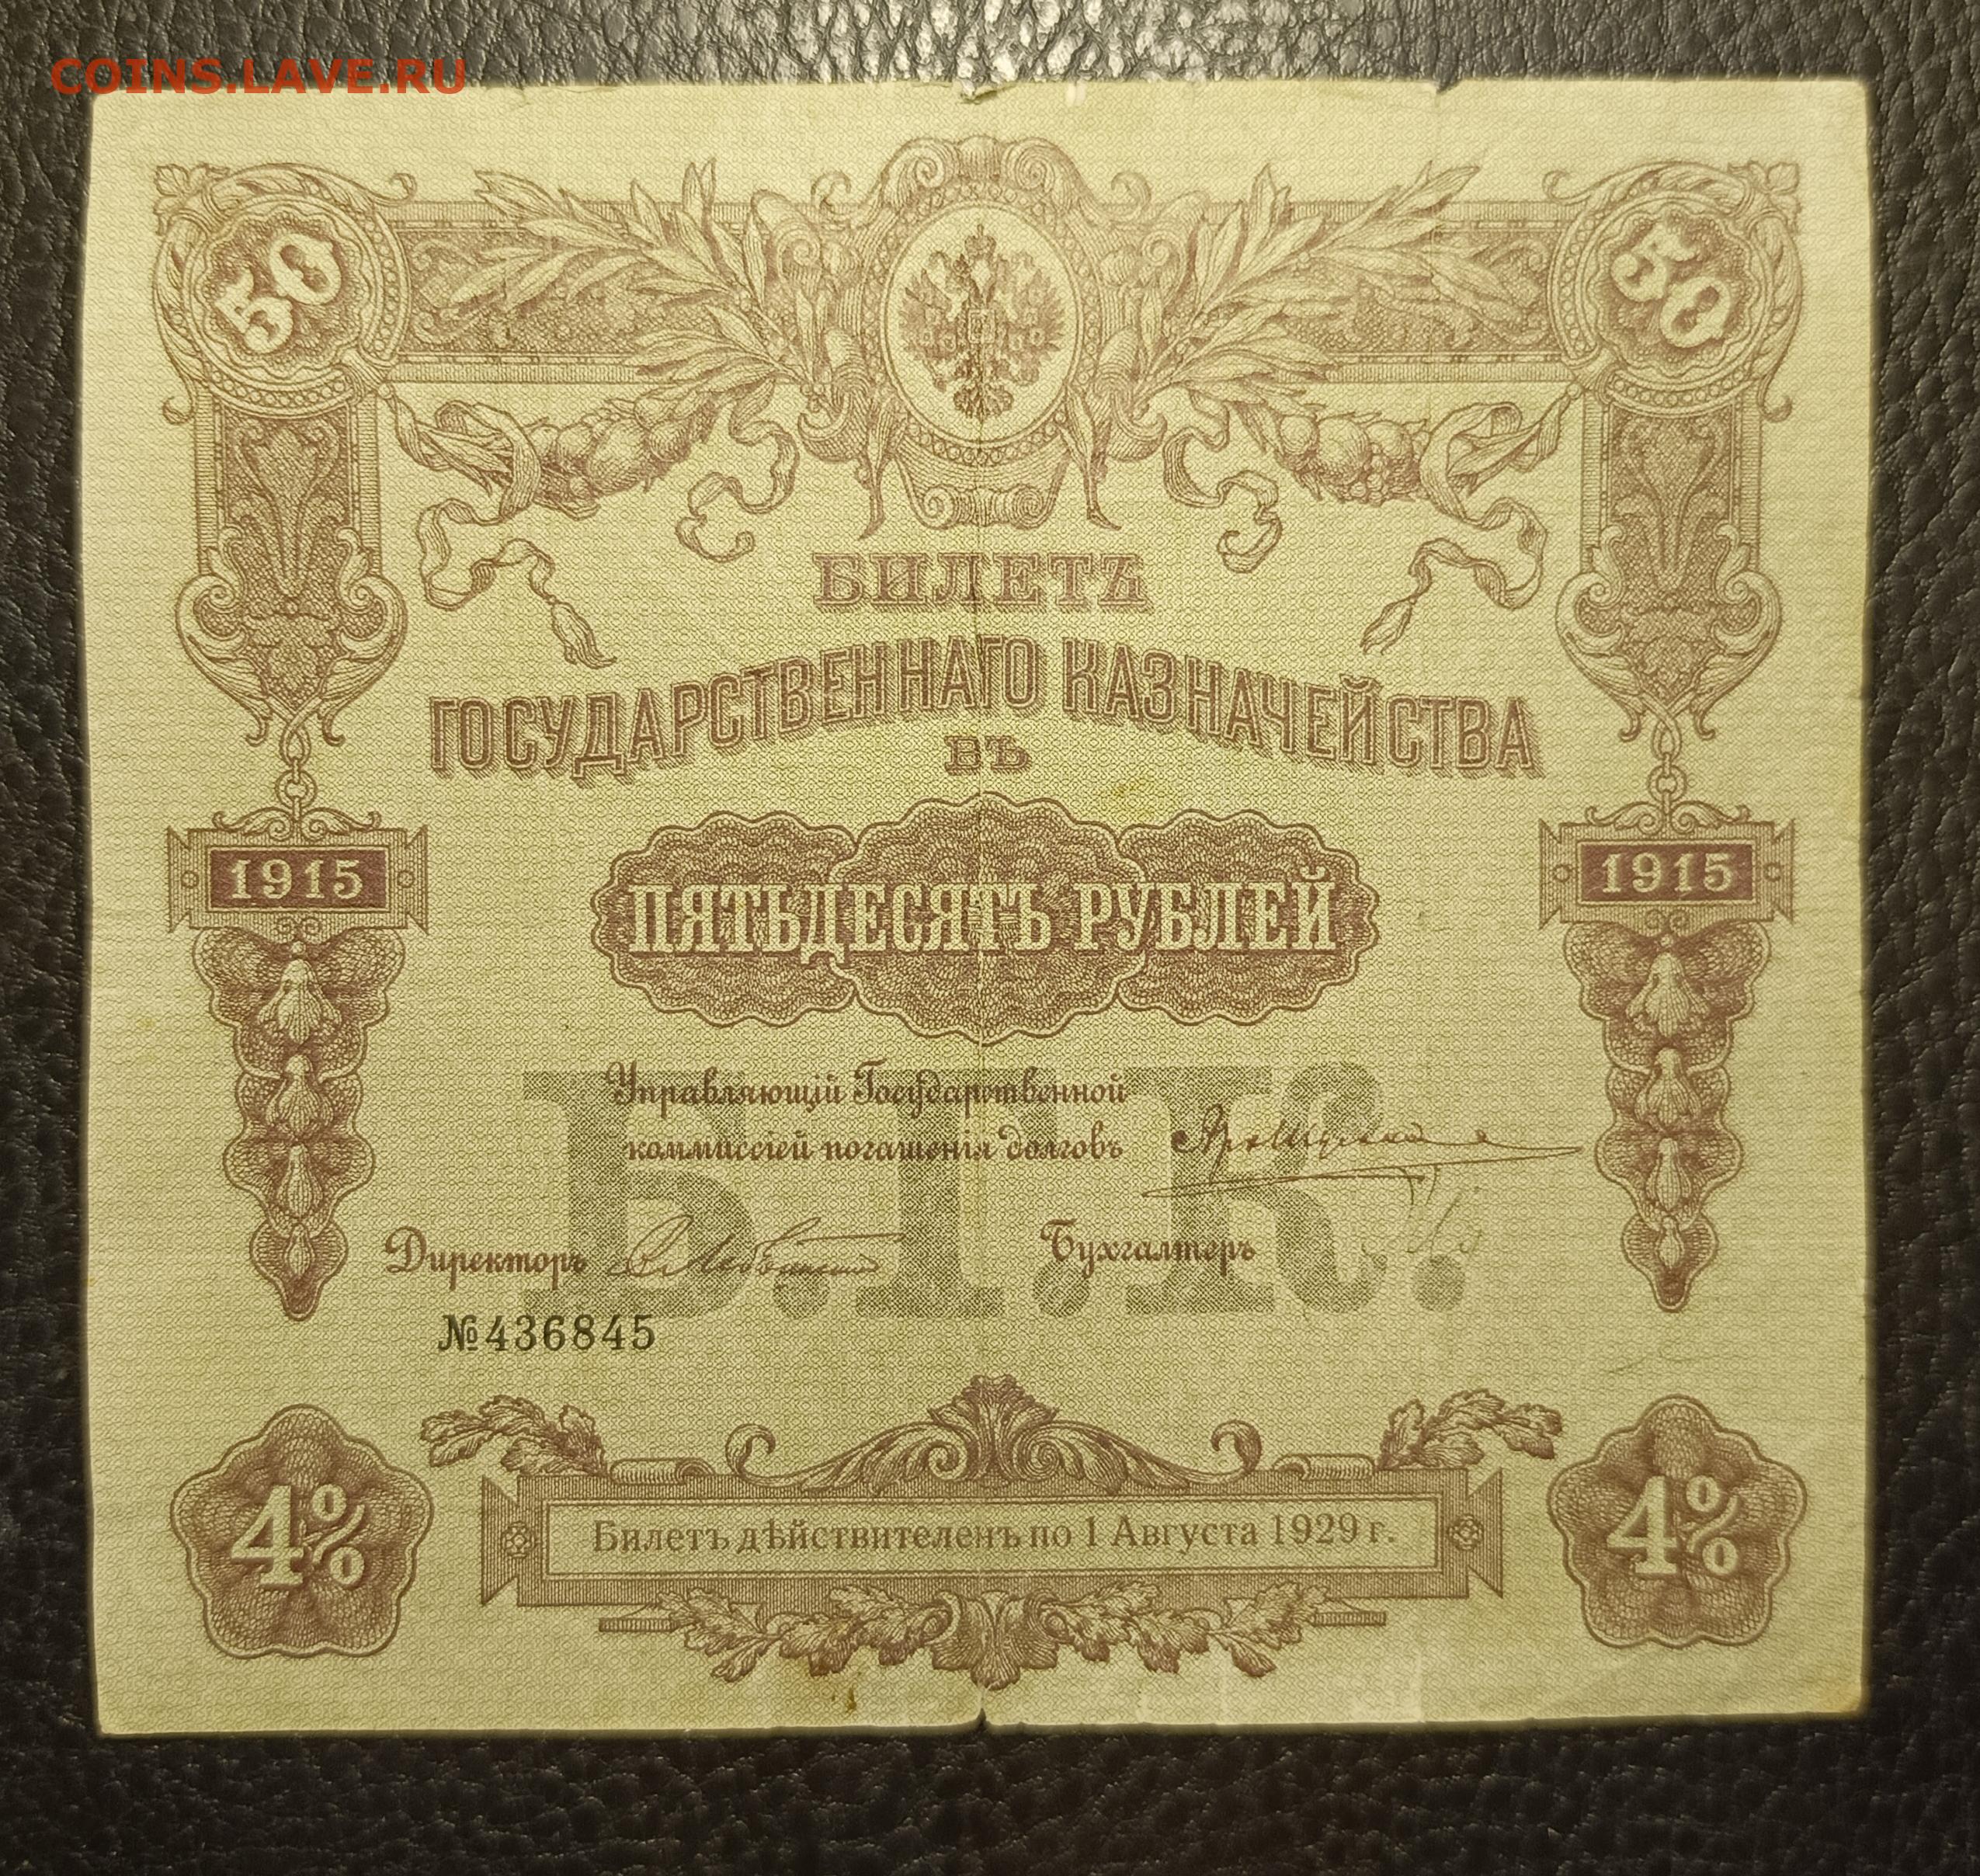 COINS.LAVE.RU
50 50
БИЛЕТЪ
ГОСУДАРСТВЕННАГО КАЗНАЧЕЙСТВА
ВЪ
1915 1915
ПЯТЬДЕСЯТЪ РУБЛЕЙ
Управляющій Государственной
коммиссіей погашенія долговъ
Б.Г.К.
Директоръ Бухгалтеръ
№436845
4% 4%
Билетъ дѣйствителенъ по 1 Августа 1929 г.